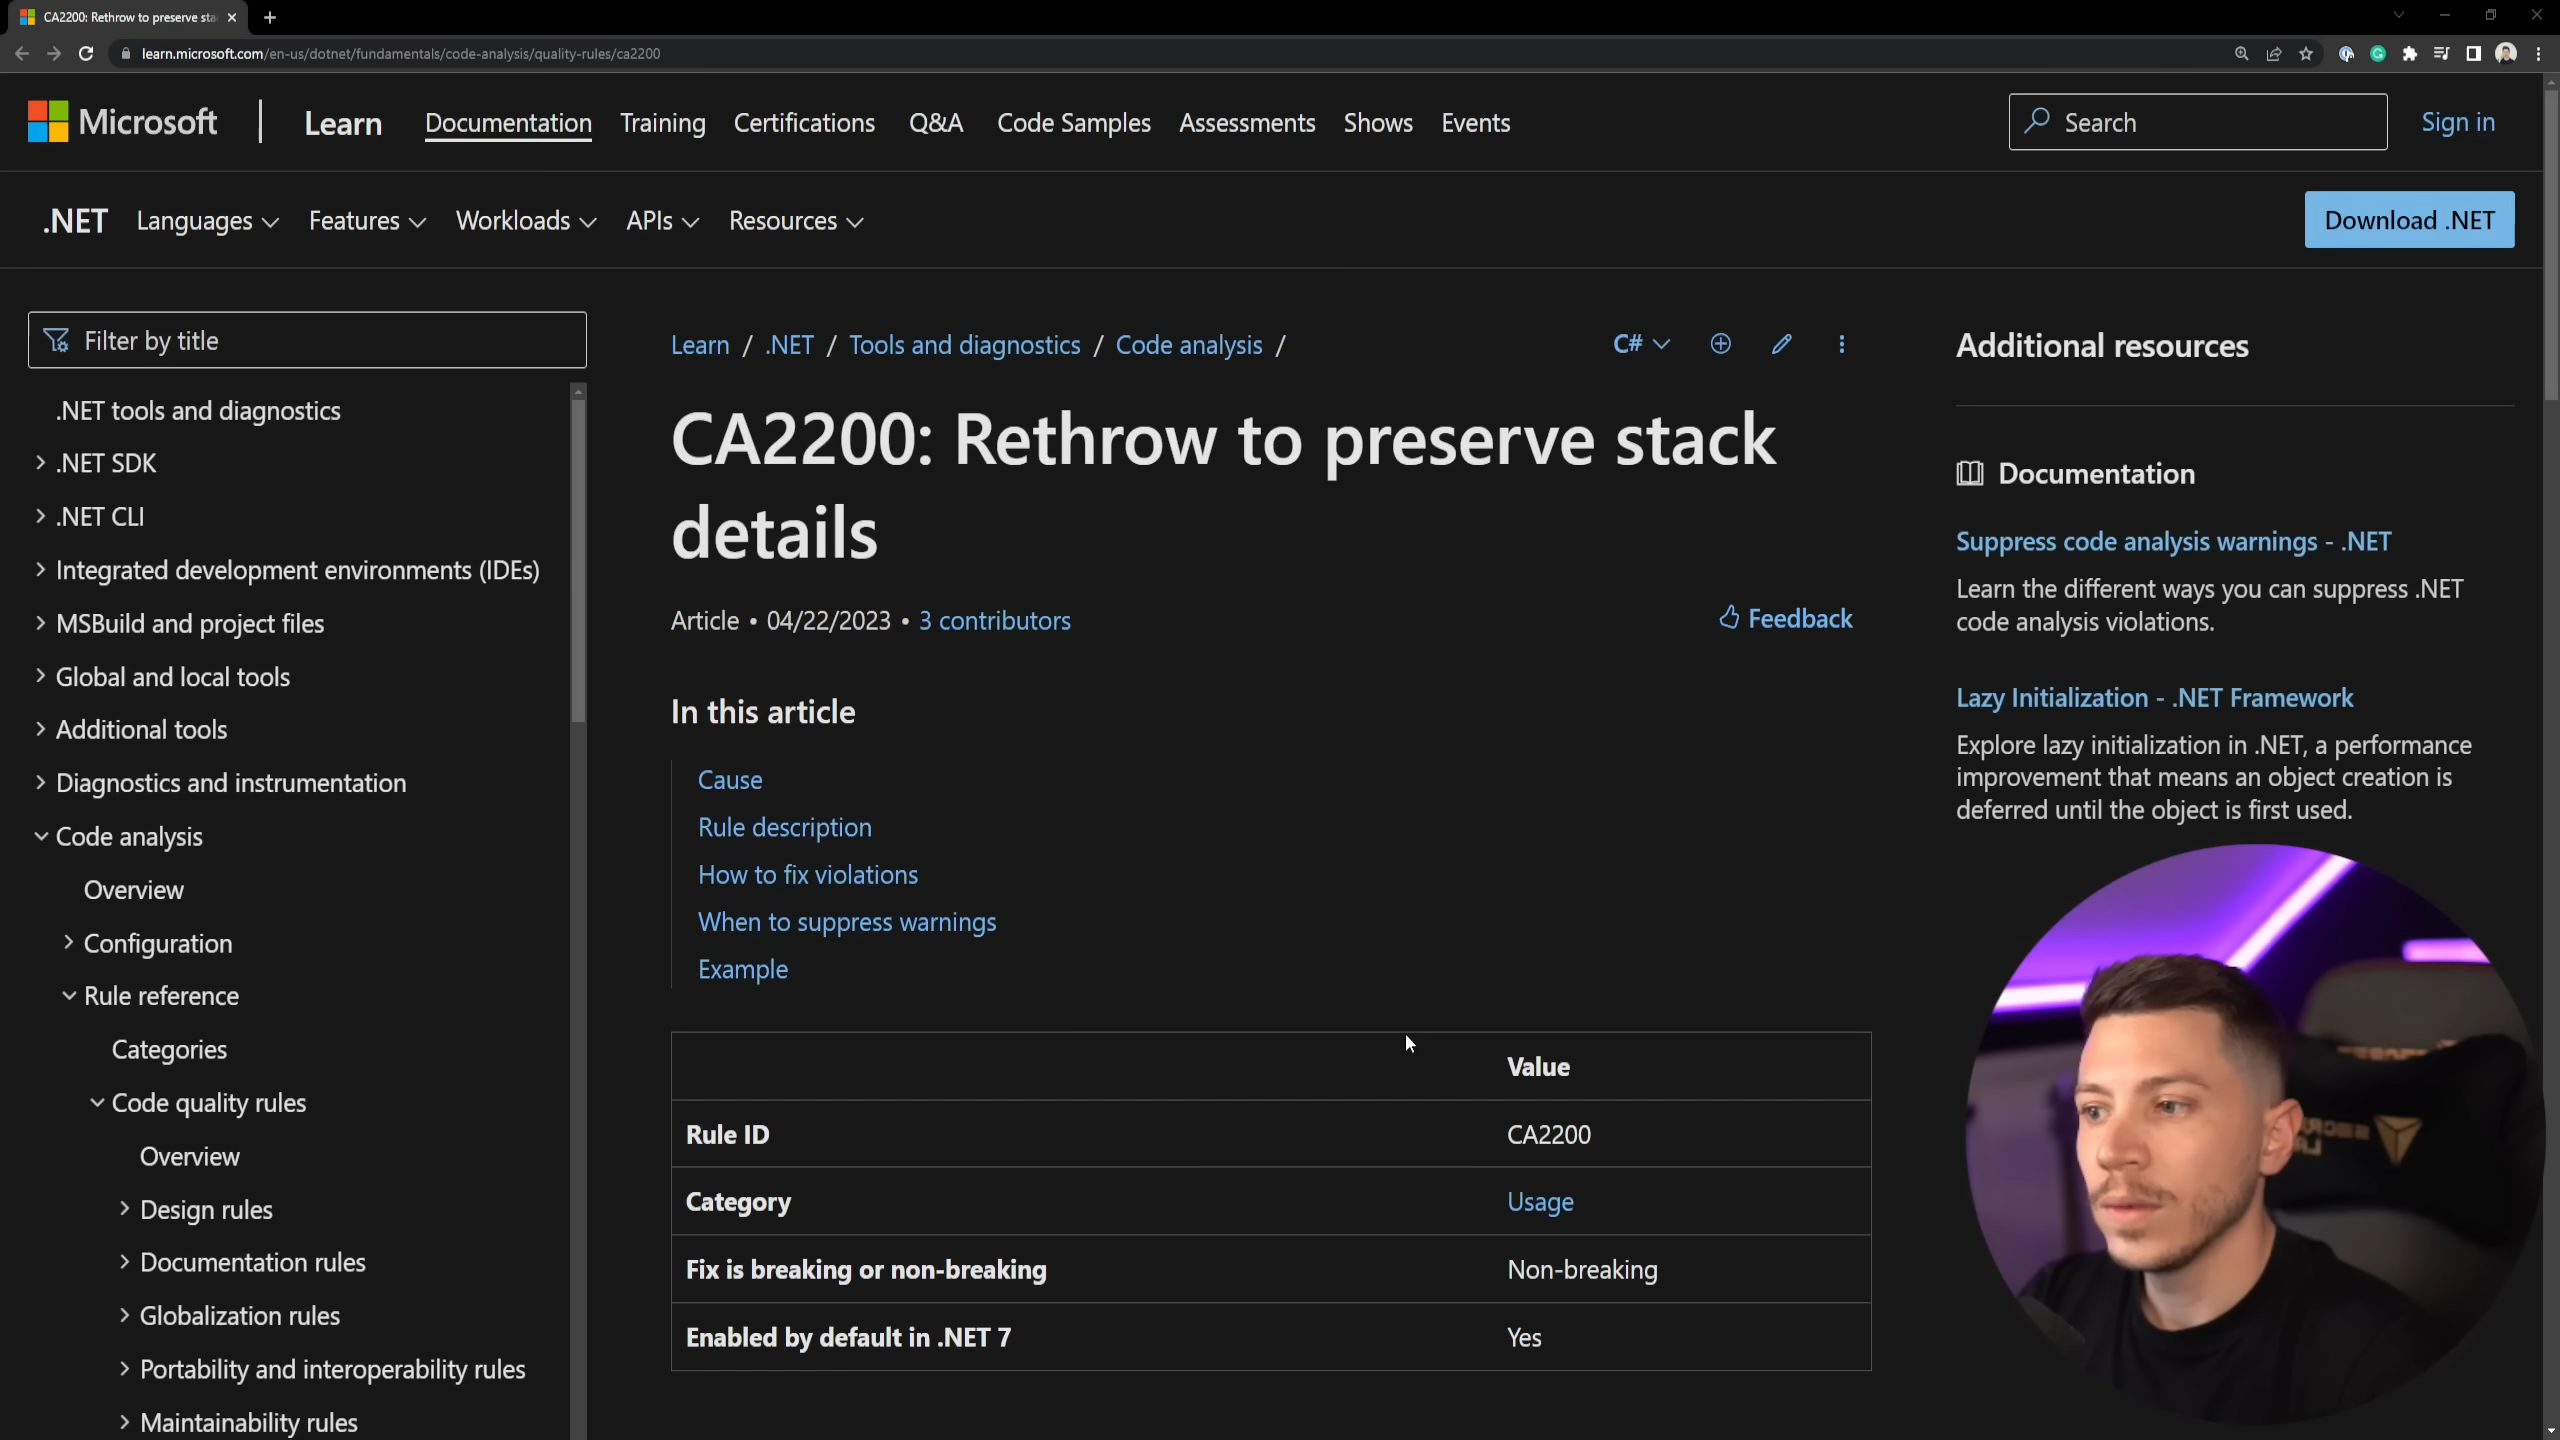 CA2200: Rethrow to preserve sta
learn.microsoft.com/en-us/dotnet/fundamentals/code-analysis/quality-rules/ca2200
Microsoft
Learn
Documentation
Training
Certifications
Q&A
Code Samples
Assessments
Shows
Events
Search
Sign in
.NET
Languages
Features
Workloads
APIs
Resources
Download .NET
Filter by title
.NET tools and diagnostics
.NET SDK
.NET CLI
Integrated development environments (IDEs)
MSBuild and project files
Global and local tools
Additional tools
Diagnostics and instrumentation
Code analysis
Overview
Configuration
Rule reference
Categories
Code quality rules
Overview
Design rules
Documentation rules
Globalization rules
Portability and interoperability rules
Maintainability rules
Learn / .NET / Tools and diagnostics / Code analysis /
C#
CA2200: Rethrow to preserve stack
details
Article • 04/22/2023 • 3 contributors
Feedback
In this article
Cause
Rule description
How to fix violations
When to suppress warnings
Example
Value
Rule ID CA2200
Category Usage
Fix is breaking or non-breaking Non-breaking
Enabled by default in .NET 7 Yes
Additional resources
Documentation
Suppress code analysis warnings - .NET
Learn the different ways you can suppress .NET
code analysis violations.
Lazy Initialization - .NET Framework
Explore lazy initialization in .NET, a performance
improvement that means an object creation is
deferred until the object is first used.